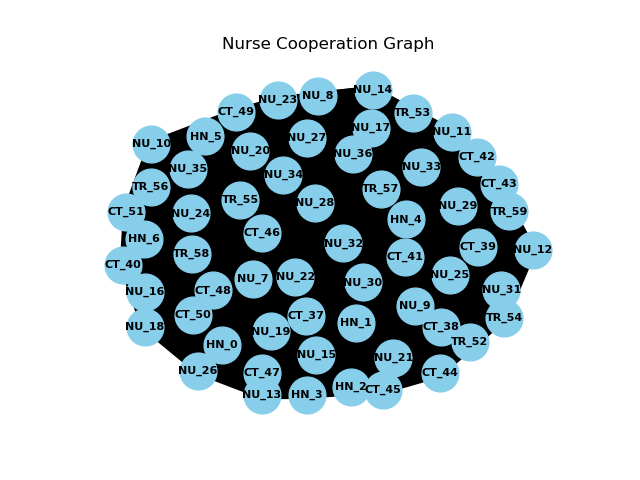 Nurse Cooperation Graph
NU_14
NU_8
NU_23
CT_49
TR_53
NU_17
NU_11
HN_5
NU_27
NU_10
NU_20
NU_36
CT_42
NU_33
NU_35
NU_34
CT_43
TR_56
TR_57
TR_55
NU_28
NU_29
CT_51
NU_24
TR_59
HN_4
CT_46
HN_6
NU_32
CT_39
NU_12
TR_58
CT_41
CT_40
NU_25
NU_7
NU_22
NU_30
NU_16
CT_48
NU_31
NU_9
CT_50
CT_37
TR_54
HN_1
NU_18
CT_38
NU_19
HN_0
TR_52
NU_15
NU_21
NU_26
CT_47
CT_44
HN_2
CT_45
NU_13
HN_3